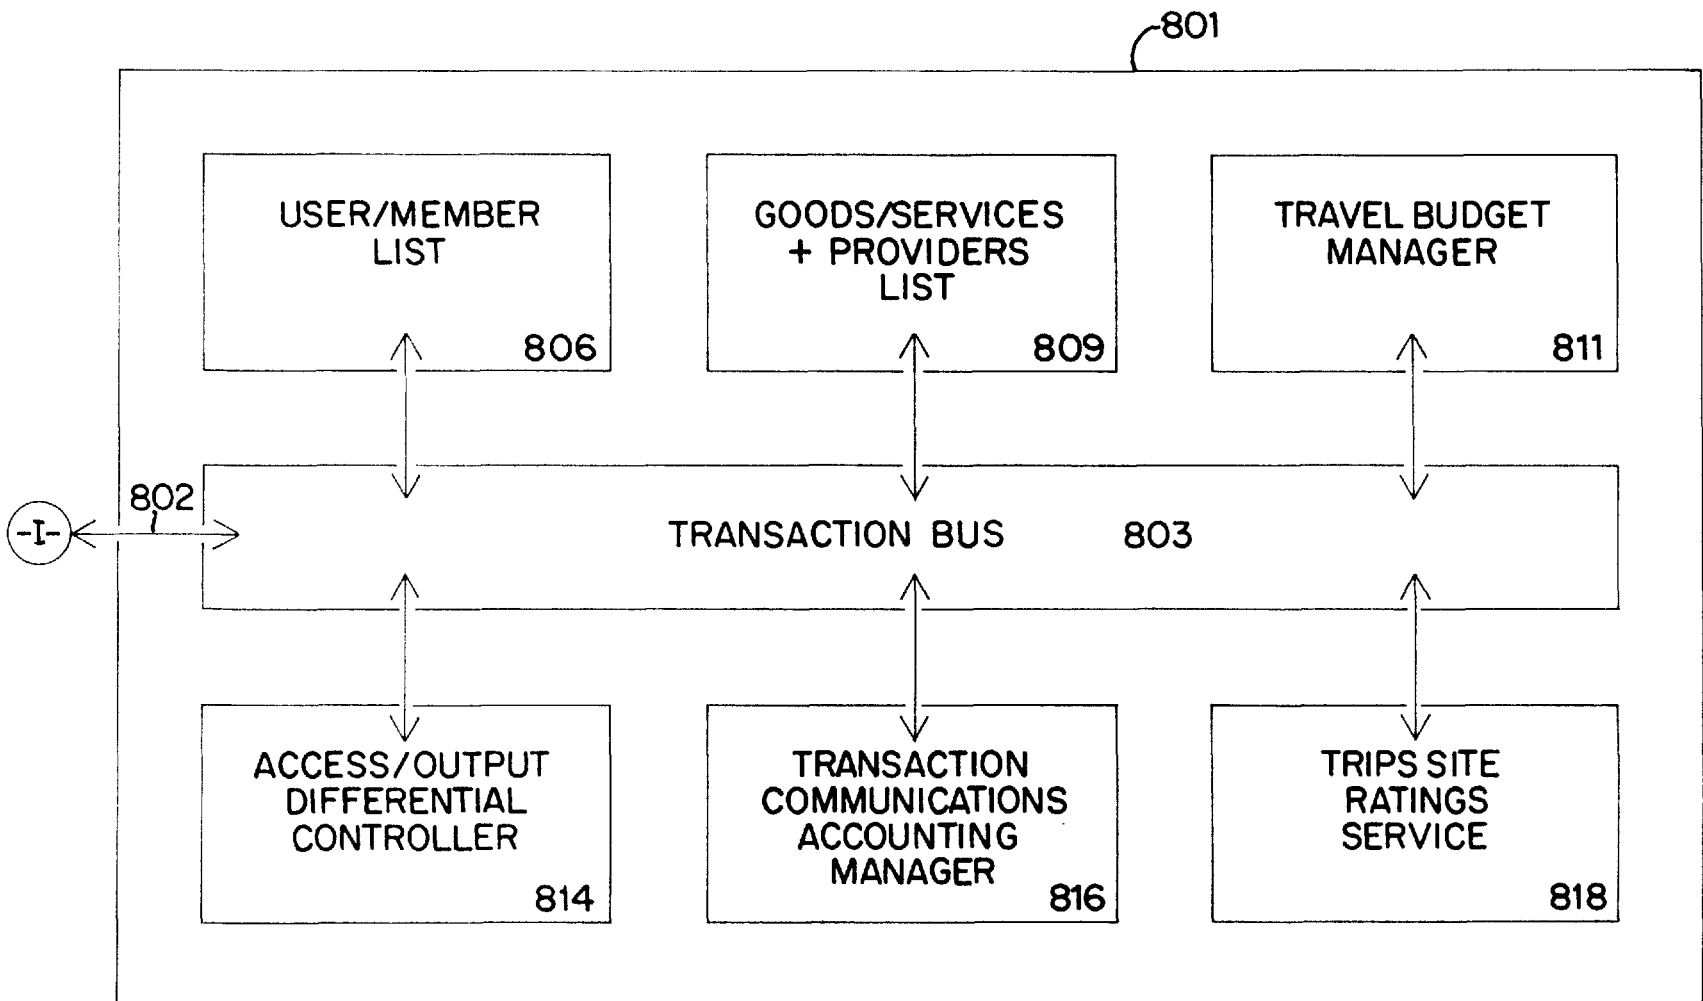 801
USER/MEMBER
LIST
806
GOODS/SERVICES
+ PROVIDERS
LIST
809
TRAVEL BUDGET
MANAGER
811
802
-I-
TRANSACTION BUS 803
ACCESS/OUTPUT
DIFFERENTIAL
CONTROLLER
814
TRANSACTION
COMMUNICATIONS
ACCOUNTING
MANAGER
816
TRIPS SITE
RATINGS
SERVICE
818